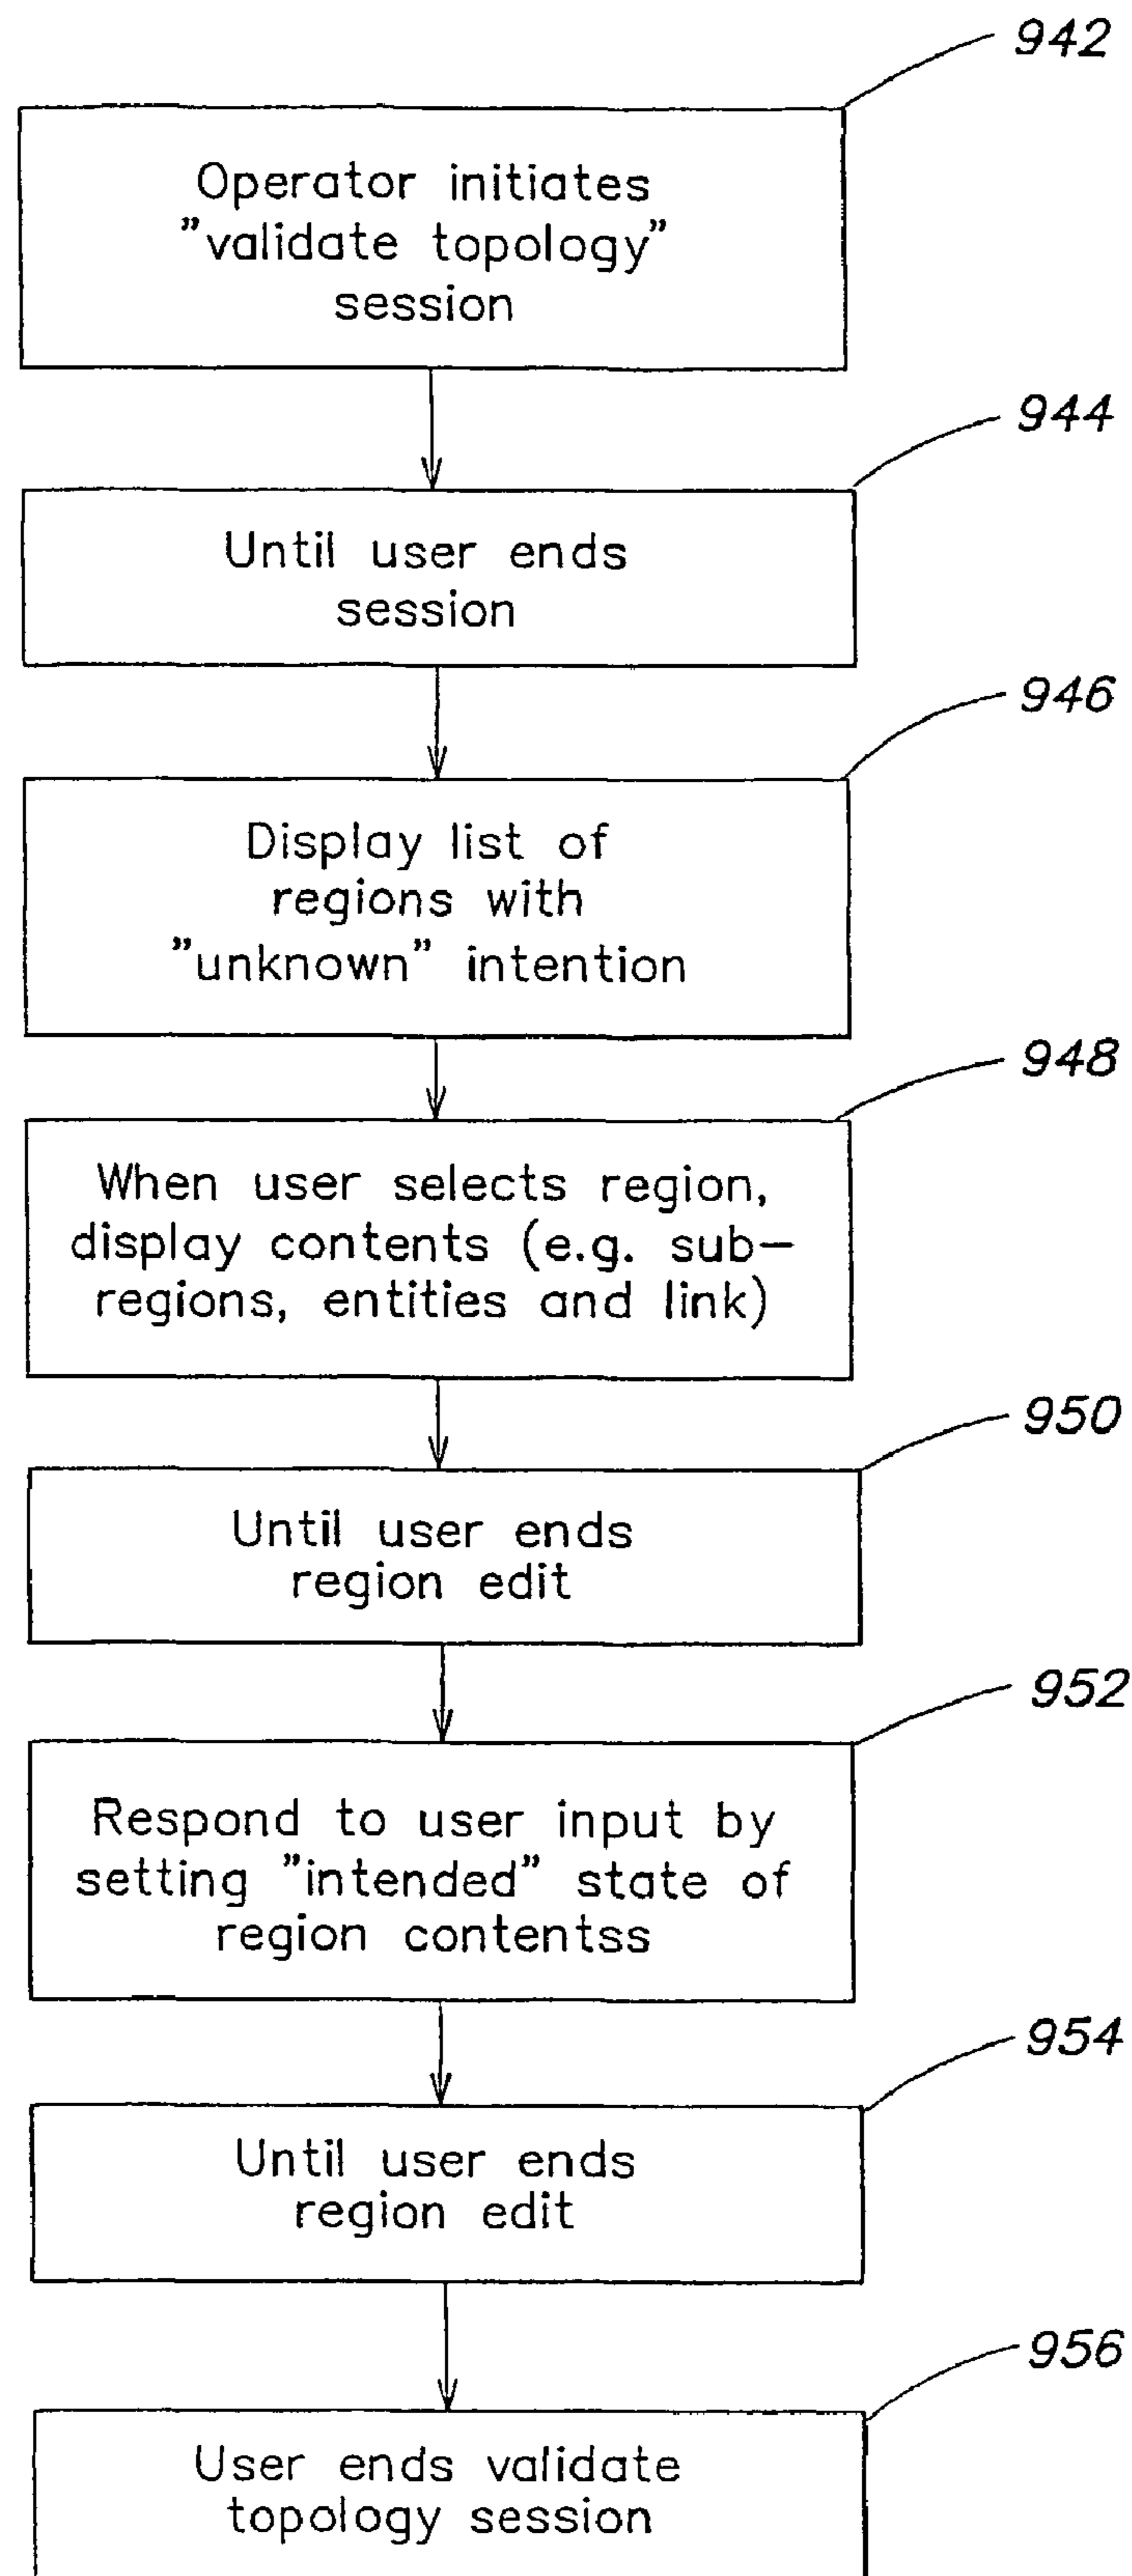 942
Operator initiates
"validate topology"
session
944
Until user ends
session
946
Display list of
regions with
"unknown" intention
948
When user selects region,
display contents (e.g. sub-
regions, entities and link)
950
Until user ends
region edit
952
Respond to user input by
setting "intended" state of
region contentss
954
Until user ends
region edit
956
User ends validate
topology session